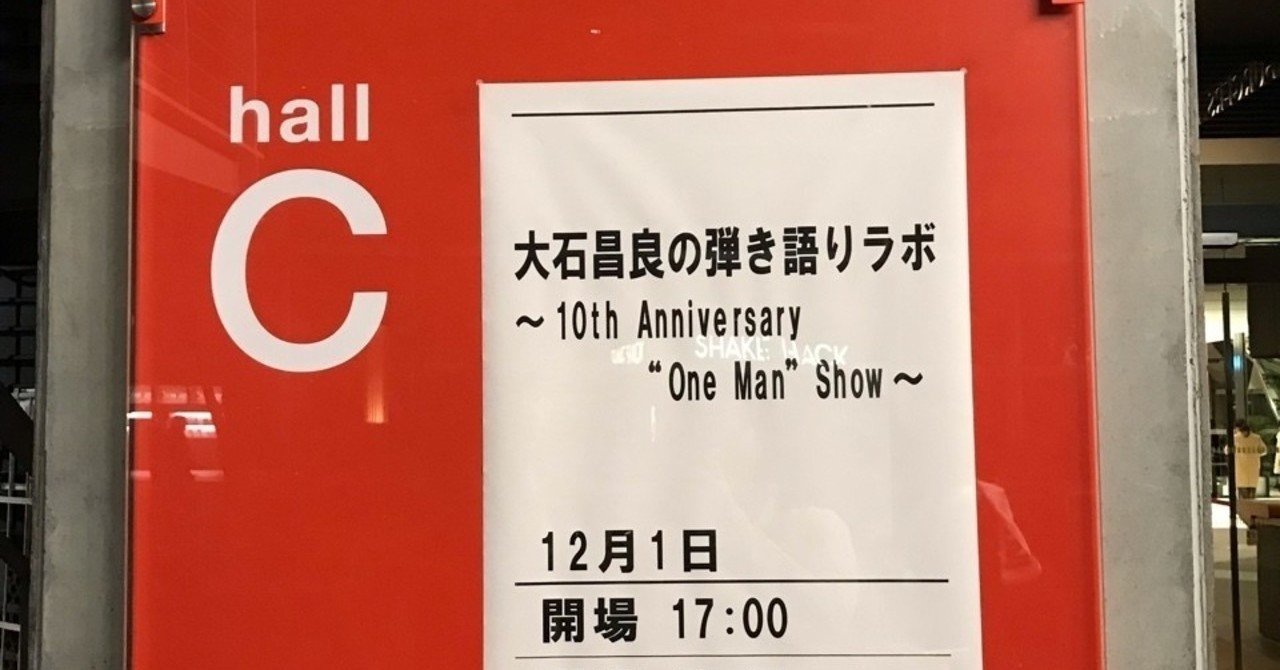 hall
C
大石昌良の弾き語りラボ
～10th Anniversary
“One Man” Show～
SHAKE
12月1日
開場 17:00